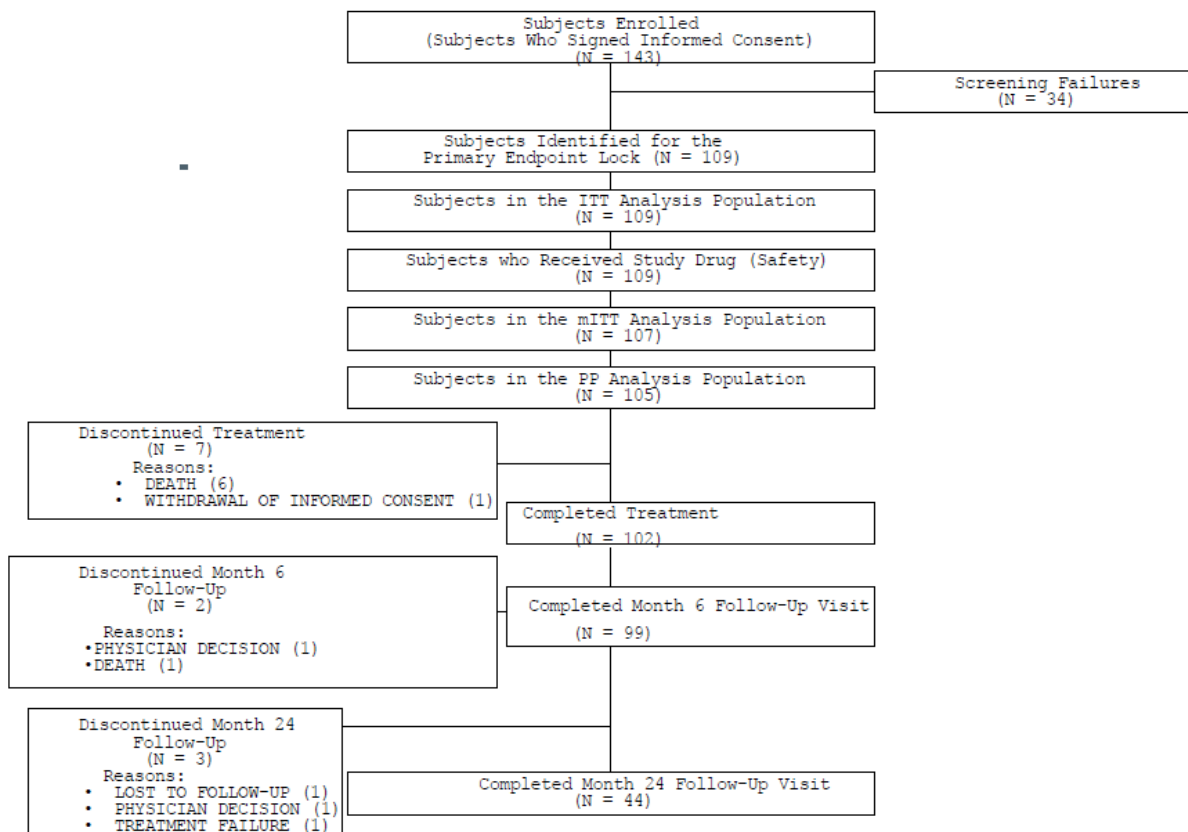 Subjects Enrolled
(Subjects Who Signed Informed Consent)
(N = 143)
Screening Failures
(N = 34)
Subjects Identified for the
Primary Endpoint Lock (N = 109)
Subjects in the ITT Analysis Population
(N = 109)
Subjects who Received Study Drug (Safety)
(N = 109)
Subjects in the mITT Analysis Population
(N = 107)
Subjects in the PP Analysis Population
(N = 105)
Discontinued Treatment
(N = 7)
Reasons:
• DEATH (6)
• WITHDRAWAL OF INFORMED CONSENT (1)
Completed Treatment
(N = 102)
Discontinued Month 6
Follow-Up
(N = 2)
Reasons:
•PHYSICIAN DECISION (1)
•DEATH (1)
Completed Month 6 Follow-Up Visit
(N = 99)
Discontinued Month 24
Follow-Up
(N = 3)
Reasons:
• LOST TO FOLLOW-UP (1)
• PHYSICIAN DECISION (1)
• TREATMENT FAILURE (1)
Completed Month 24 Follow-Up Visit
(N = 44)